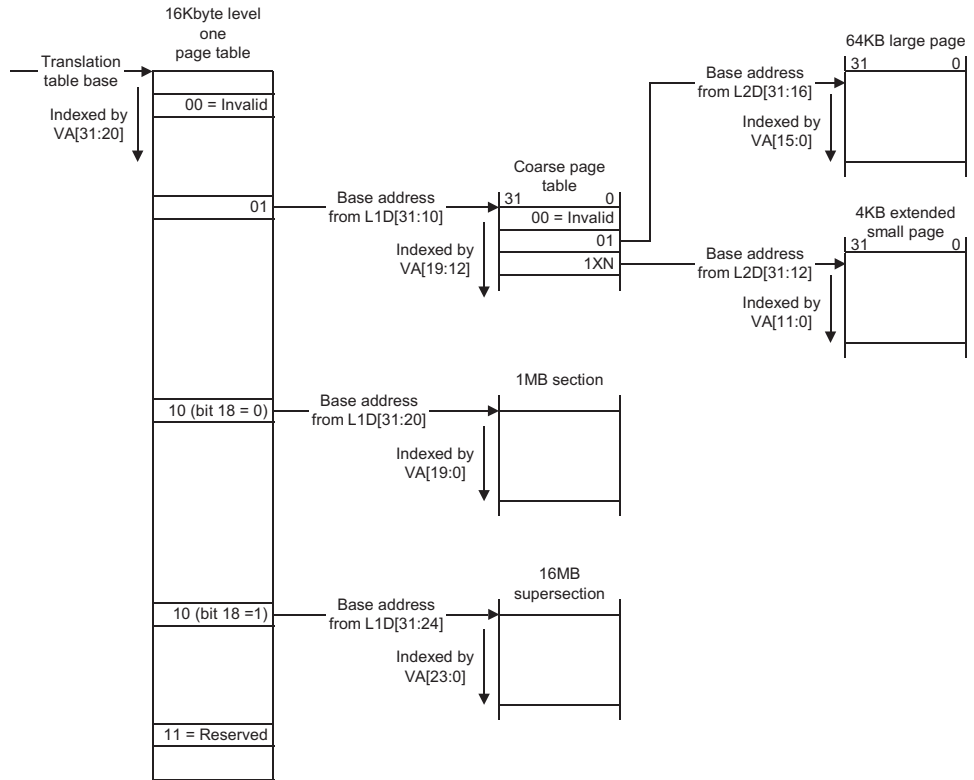 16Kbyte level
one
page table
Translation
table base
Indexed by
VA[31:20]
00 = Invalid
01
Base address
from L1D[31:10]
Coarse page
table
31 0
00 = Invalid
01
1XN
Indexed by
VA[19:12]
Base address
from L2D[31:16]
64KB large page
31 0
Indexed by
VA[15:0]
Base address
from L2D[31:12]
4KB extended
small page
31 0
Indexed by
VA[11:0]
10 (bit 18 = 0)
Base address
from L1D[31:20]
1MB section
Indexed by
VA[19:0]
10 (bit 18 =1)
Base address
from L1D[31:24]
16MB
supersection
Indexed by
VA[23:0]
11 = Reserved